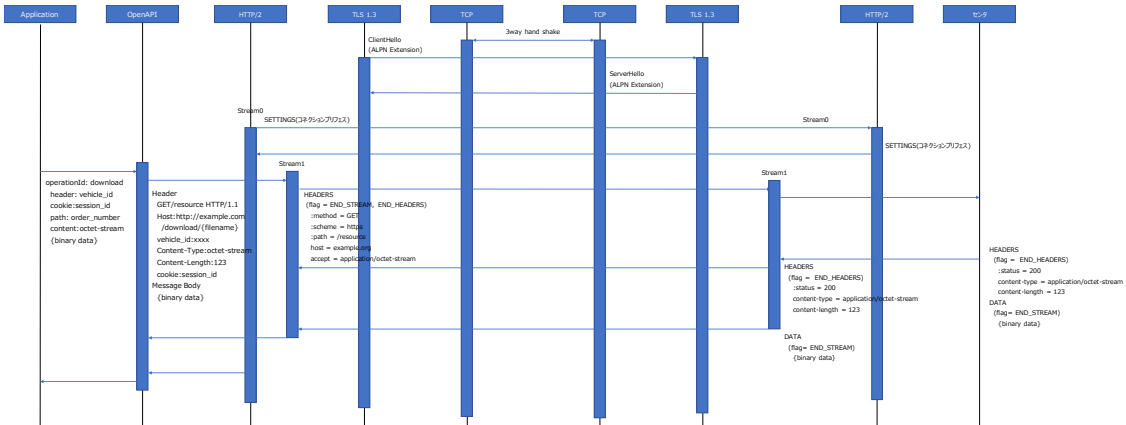 Application
OpenAPI
HTTP/2
TLS 1.3
TCP
TCP
TLS 1.3
HTTP/2
センタ
3way hand shake
ClientHello
(ALPN Extension)
ServerHello
(ALPN Extension)
Stream0
SETTINGS(コネクションプリフェス)
Stream0
SETTINGS(コネクションプリフェス)
operationId: download
header: vehicle_id
cookie:session_id
path: order_number
content:octet-stream
{binary data}
Header
GET/resource HTTP/1.1
Host:http://example.com
/download/{filename}
vehicle_id:xxxx
Content-Type:octet-stream
Content-Length:123
cookie:session_id
Message Body
{binary data}
Stream1
HEADERS
(flag = END_STREAM, END_HEADERS)
:method = GET
:scheme = https
:path = /resource
host = example.org
accept = application/octet-stream
Stream1
HEADERS
(flag = END_HEADERS)
:status = 200
content-type = application/octet-stream
content-length = 123
DATA
(flag= END_STREAM)
{binary data}
HEADERS
(flag = END_HEADERS)
:status = 200
content-type = application/octet-stream
content-length = 123
DATA
(flag= END_STREAM)
{binary data}